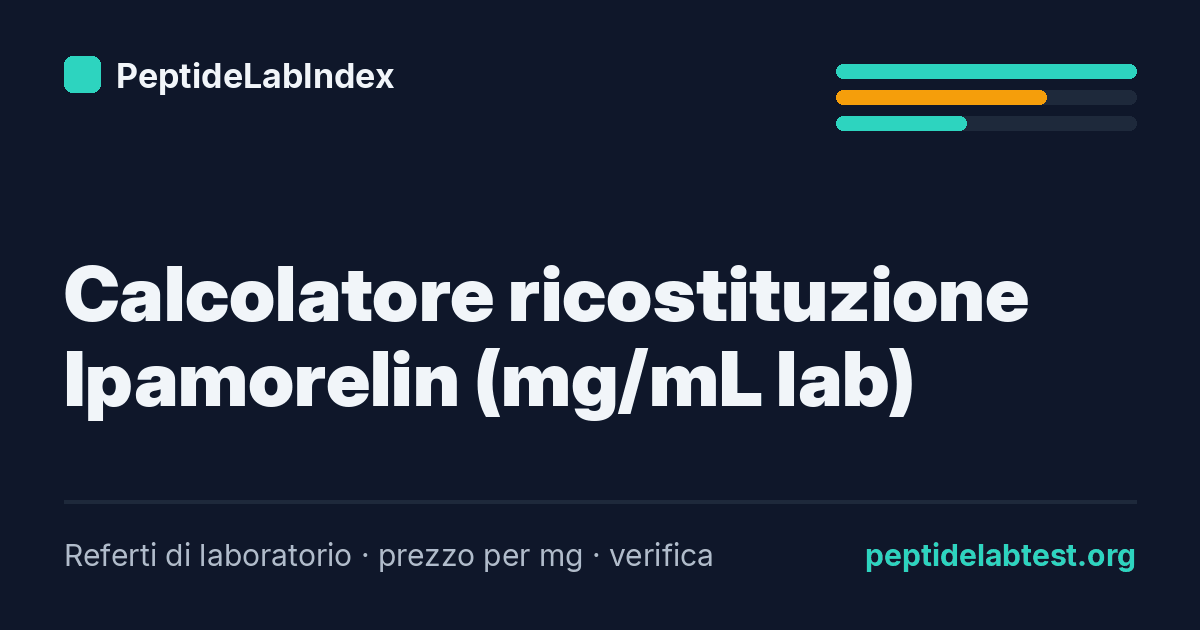 PeptideLabIndex
Calcolatore ricostituzione
Ipamorelin (mg/mL lab)
Referti di laboratorio · prezzo per mg · verifica
peptidelabtest.org